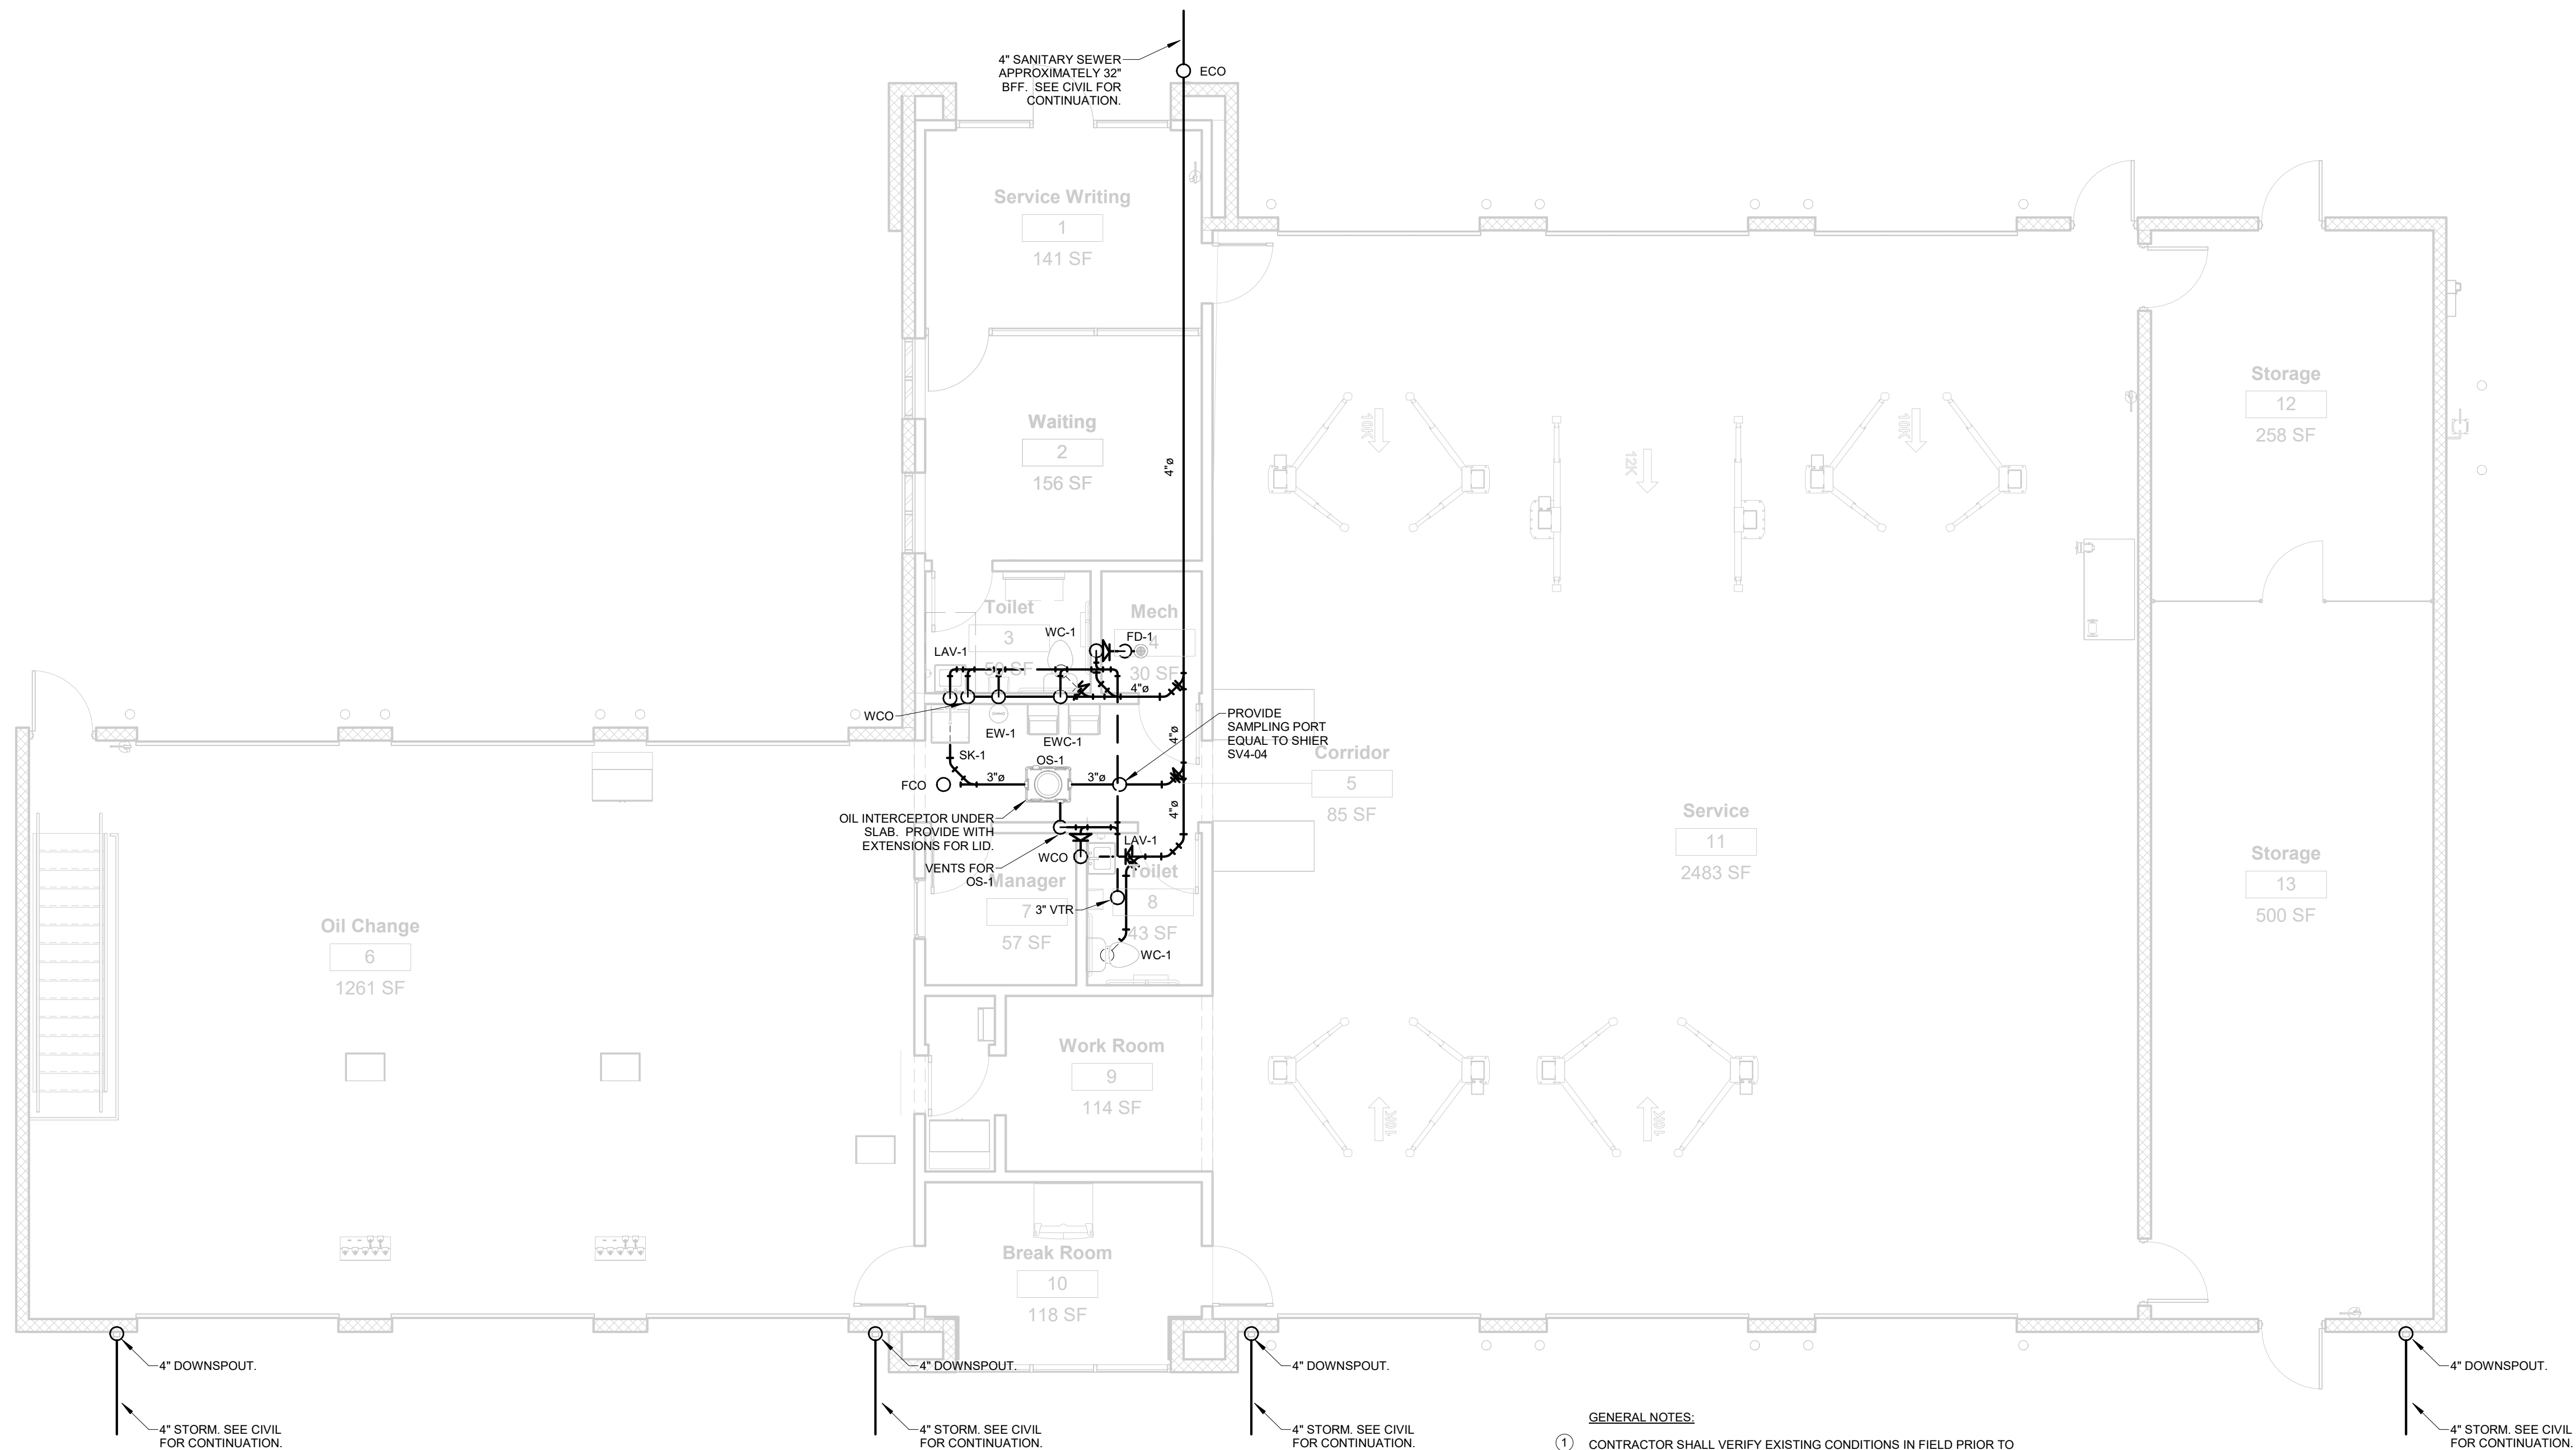 4" SANITARY SEWER
APPROXIMATELY 32"
BFF. SEE CIVIL FOR
CONTINUATION.
ECO
Service Writing
1
141 SF
Waiting
2
156 SF
4"ø
10K
12K
10K
Storage
12
258 SF
Toilet
3
59 SF
WC-1
LAV-1
Mech
4
30 SF
FD-1
4"ø
WCO
EW-1
EWC-1
SK-1
OS-1
4"ø
PROVIDE
SAMPLING PORT
EQUAL TO SHIER
SV4-04
Corridor
5
85 SF
FCO
3"ø
3"ø
4"ø
OIL INTERCEPTOR UNDER
SLAB. PROVIDE WITH
EXTENSIONS FOR LID.
VENTS FOR
OS-1
WCO
LAV-1
Manager
7
57 SF
3" VTR
Toilet
8
43 SF
WC-1
Service
11
2483 SF
Storage
13
500 SF
Oil Change
6
1261 SF
Work Room
9
114 SF
10K
10K
Break Room
10
118 SF
4" DOWNSPOUT.
4" DOWNSPOUT.
4" DOWNSPOUT.
4" DOWNSPOUT.
4" STORM. SEE CIVIL
FOR CONTINUATION.
4" STORM. SEE CIVIL
FOR CONTINUATION.
4" STORM. SEE CIVIL
FOR CONTINUATION.
4" STORM. SEE CIVIL
FOR CONTINUATION.
GENERAL NOTES:
1 CONTRACTOR SHALL VERIFY EXISTING CONDITIONS IN FIELD PRIOR TO